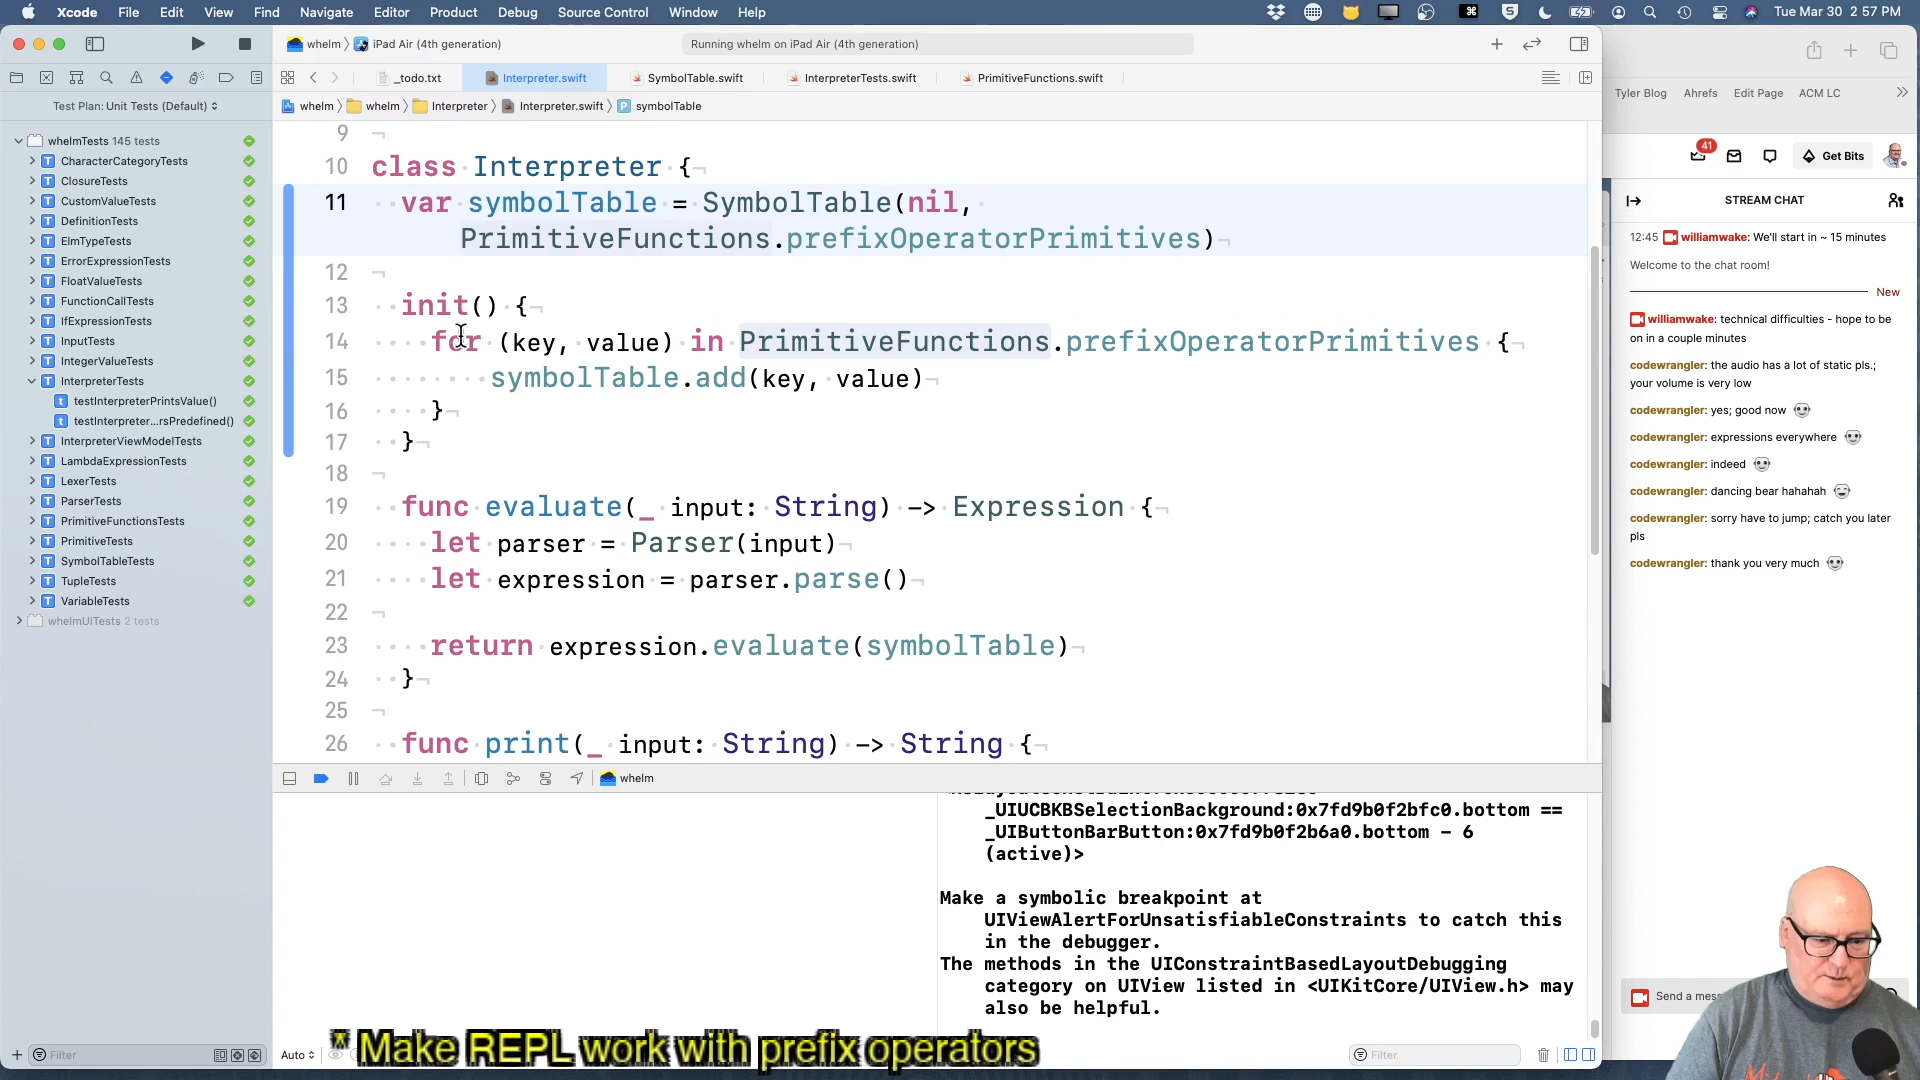 Xcode File Edit View Find Navigate Editor Product Debug Source Control Window Help Tue Mar 30 2:57 PM
whelm iPad Air (4th generation) Running whelm on iPad Air (4th generation)
_todo.txt Interpreter.swift SymbolTable.swift InterpreterTests.swift PrimitiveFunctions.swift
Test Plan: Unit Tests (Default)
whelm whelm Interpreter Interpreter.swift P symbolTable
whelmTests 145 tests
T CharacterCategoryTests
T ClosureTests
T CustomValueTests
T DefinitionTests
T ElmTypeTests
T ErrorExpressionTests
T FloatValueTests
T FunctionCallTests
T IfExpressionTests
T InputTests
T IntegerValueTests
T InterpreterTests
t testInterpreterPrintsValue()
t testInterpreter...rsPredefined()
T InterpreterViewModelTests
T LambdaExpressionTests
T LexerTests
T ParserTests
T PrimitiveFunctionsTests
T PrimitiveTests
T SymbolTableTests
T TupleTests
T VariableTests
whelmUITests 2 tests
Filter
9
10 class Interpreter {
11 var symbolTable = SymbolTable(nil,
PrimitiveFunctions.prefixOperatorPrimitives)
12
13 init() {
14 for (key, value) in PrimitiveFunctions.prefixOperatorPrimitives {
15 symbolTable.add(key, value)
16 }
17 }
18
19 func evaluate(_ input: String) -> Expression {
20 let parser = Parser(input)
21 let expression = parser.parse()
22
23 return expression.evaluate(symbolTable)
24 }
25
26 func print(_ input: String) -> String {
whelm
_UIUCBKBSelectionBackground:0x7fd9b0f2bfc0.bottom ==
_UIButtonBarButton:0x7fd9b0f2b6a0.bottom - 6
(active)>
Make a symbolic breakpoint at
UIViewAlertForUnsatisfiableConstraints to catch this
in the debugger.
The methods in the UIConstraintBasedLayoutDebugging
category on UIView listed in <UIKitCore/UIView.h> may
also be helpful.
* Make REPL work with prefix operators
Auto
Filter
Tyler Blog Ahrefs Edit Page ACM LC
41 Get Bits
STREAM CHAT
12:45 williamwake: We'll start in ~ 15 minutes
Welcome to the chat room!
New
williamwake: technical difficulties - hope to be
on in a couple minutes
codewrangler: the audio has a lot of static pls.;
your volume is very low
codewrangler: yes; good now
codewrangler: expressions everywhere
codewrangler: indeed
codewrangler: dancing bear hahahah
codewrangler: sorry have to jump; catch you later
pls
codewrangler: thank you very much
Send a